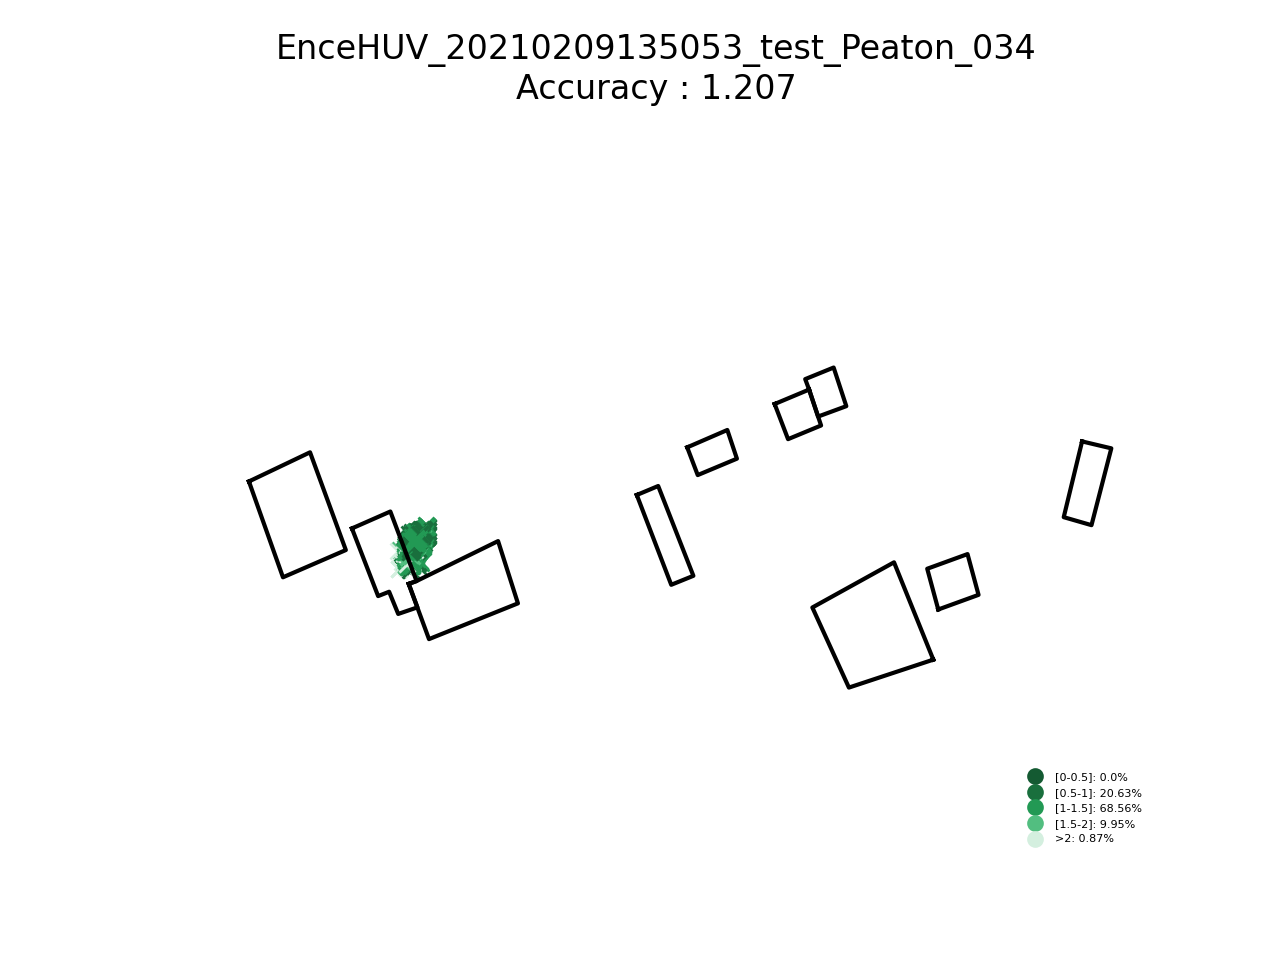 EnceHUV_20210209135053_test_Peaton_034
Accuracy : 1.207
[0-0.5]: 0.0%
[0.5-1]: 20.63%
[1-1.5]: 68.56%
[1.5-2]: 9.95%
>2: 0.87%